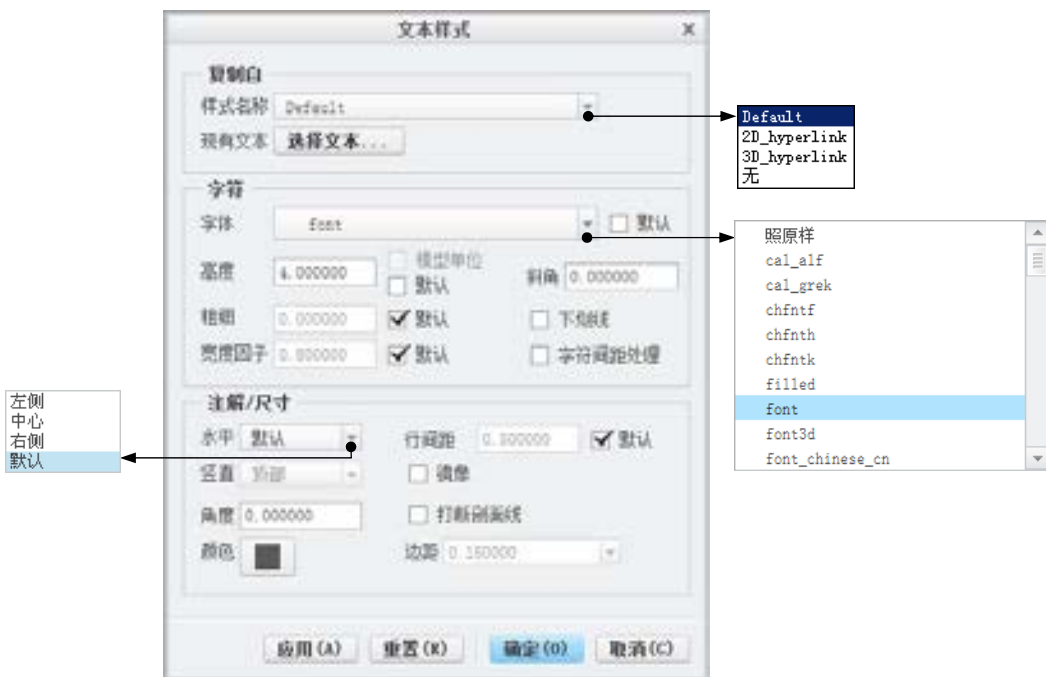 文本样式
复制自
样式名称 Default
现有文本 选择文本...
字符
字体 font 默认
高度 4.000000 模型单位 默认 斜角 0.000000
粗细 0.000000 默认 下划线
宽度因子 0.800000 默认 字符间距处理
注解/尺寸
水平 默认 行间距 0.500000 默认
竖直 顶部 镜像
角度 0.000000 打断剖面线
颜色 边距 0.150000
应用(A) 重置(R) 确定(O) 取消(C)
Default
2D_hyperlink
3D_hyperlink
无
照原样
cal_alf
cal_grek
chfntf
chfnth
chfntk
filled
font
font3d
font_chinese_cn
左侧
中心
右侧
默认